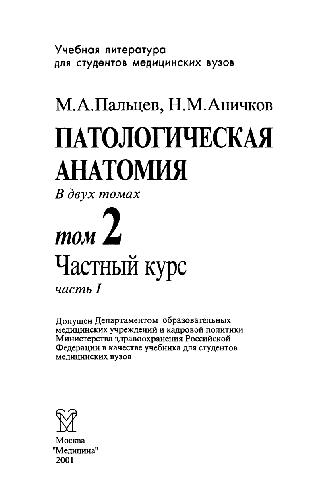 Учебная литература
для студентов медицинских вузов
М.А.Пальцев, Н.М.Аничков
ПАТОЛОГИЧЕСКАЯ
АНАТОМИЯ
В двух томах
том 2
Частный курс
часть I
Допущен Департаментом образовательных
медицинских учреждений и кадровой политики
Министерства здравоохранения Российской
Федерации в качестве учебника для студентов
медицинских вузов
Москва
"Медицина"
2001